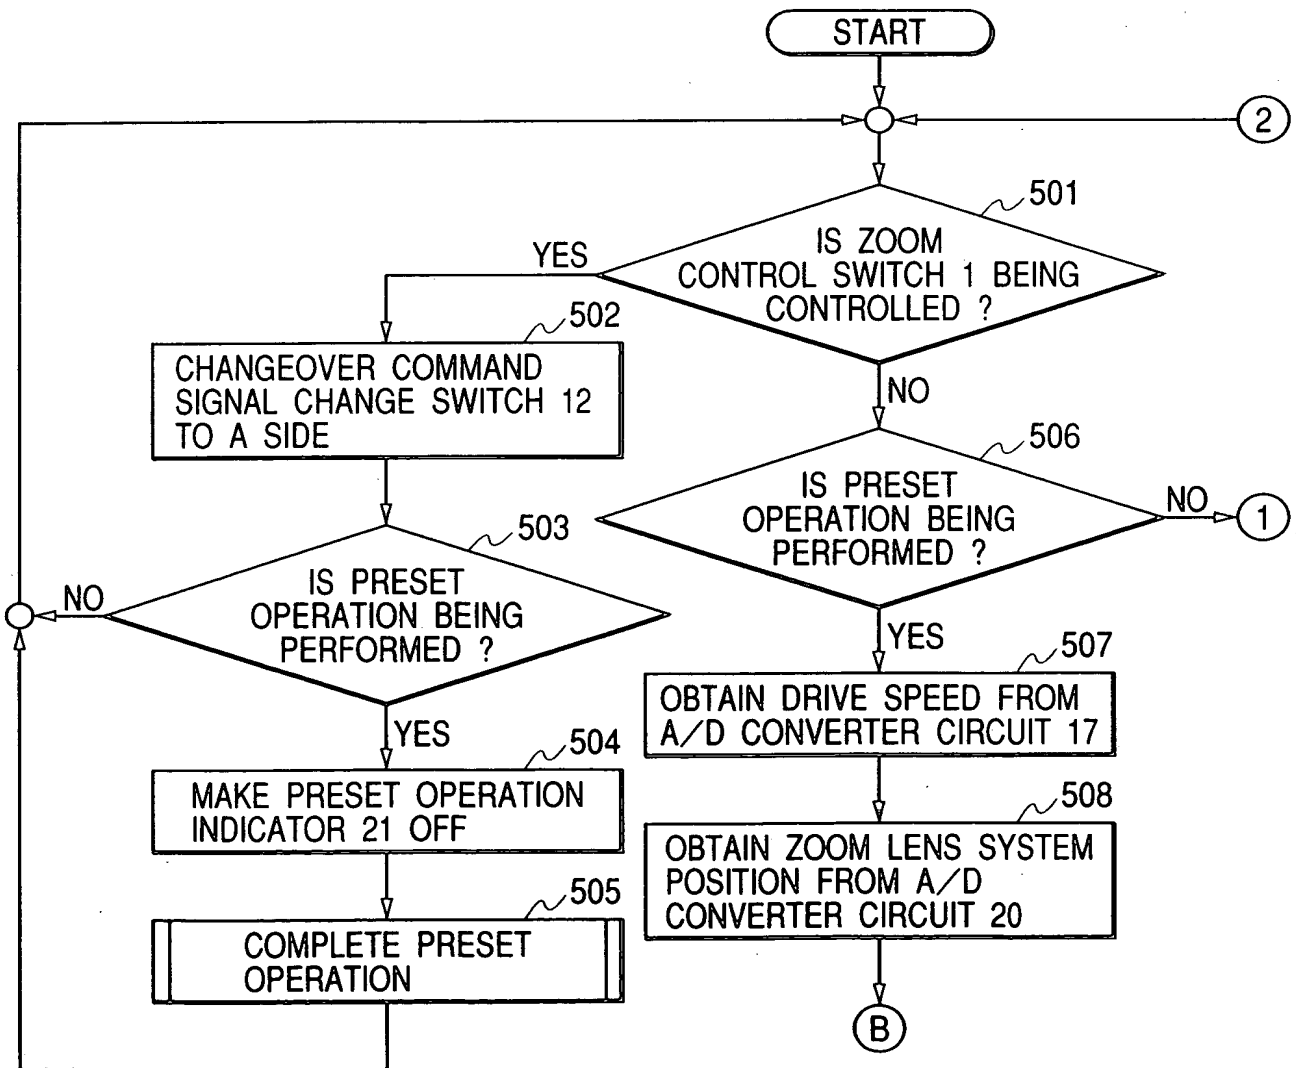 START
2
501
IS ZOOM
CONTROL SWITCH 1 BEING
CONTROLLED ?
YES
NO
502
CHANGEOVER COMMAND
SIGNAL CHANGE SWITCH 12
TO A SIDE
503
IS PRESET
OPERATION BEING
PERFORMED ?
NO
YES
504
MAKE PRESET OPERATION
INDICATOR 21 OFF
505
COMPLETE PRESET
OPERATION
506
IS PRESET
OPERATION BEING
PERFORMED ?
NO
1
YES
507
OBTAIN DRIVE SPEED FROM
A/D CONVERTER CIRCUIT 17
508
OBTAIN ZOOM LENS SYSTEM
POSITION FROM A/D
CONVERTER CIRCUIT 20
B